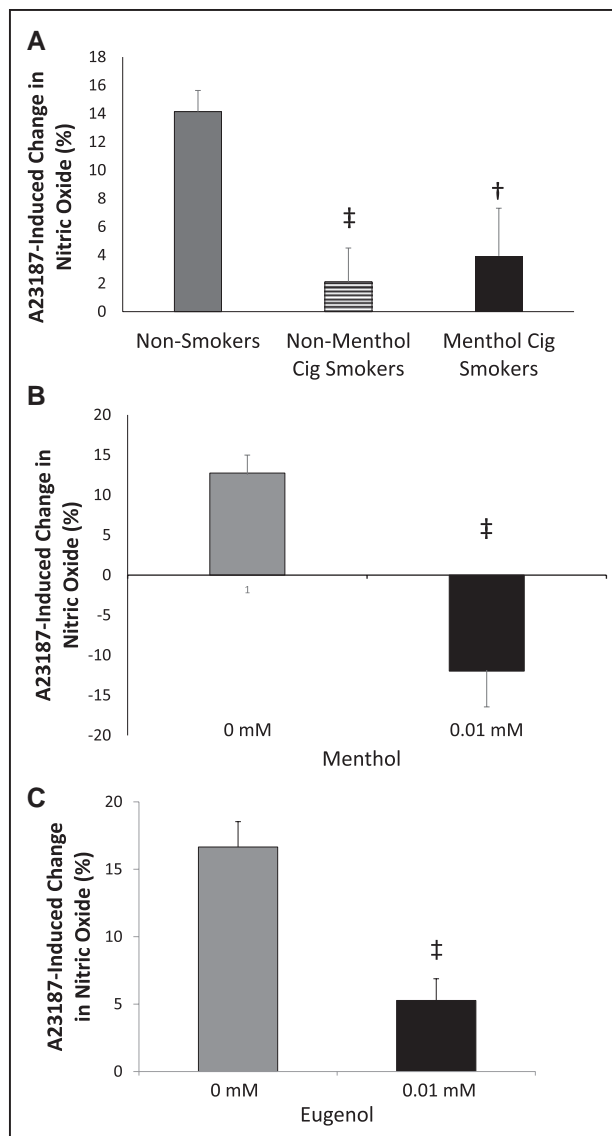 A
A23187-Induced Change in
Nitric Oxide (%)
18
16
14
12
10
8
6
4
2
0
‡
†
Non-Smokers
Non-Menthol
Cig Smokers
Menthol Cig
Smokers
B
A23187-Induced Change in
Nitric Oxide (%)
20
15
10
5
0
-5
-10
-15
-20
1
‡
0 mM
0.01 mM
Menthol
C
A23187-Induced Change
in Nitric Oxide (%)
20
15
10
5
0
‡
0 mM
0.01 mM
Eugenol